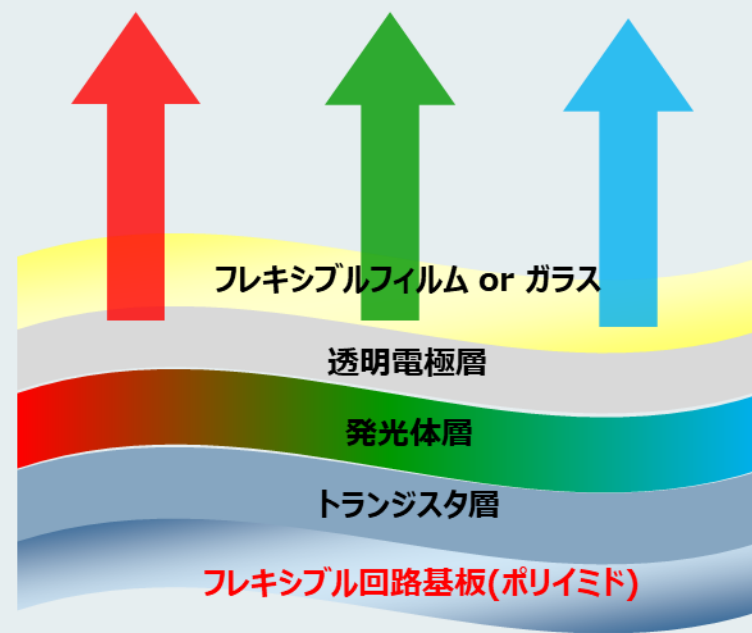 フレキシブルフィルム or ガラス
透明電極層
発光体層
トランジスタ層
フレキシブル回路基板(ポリイミド)